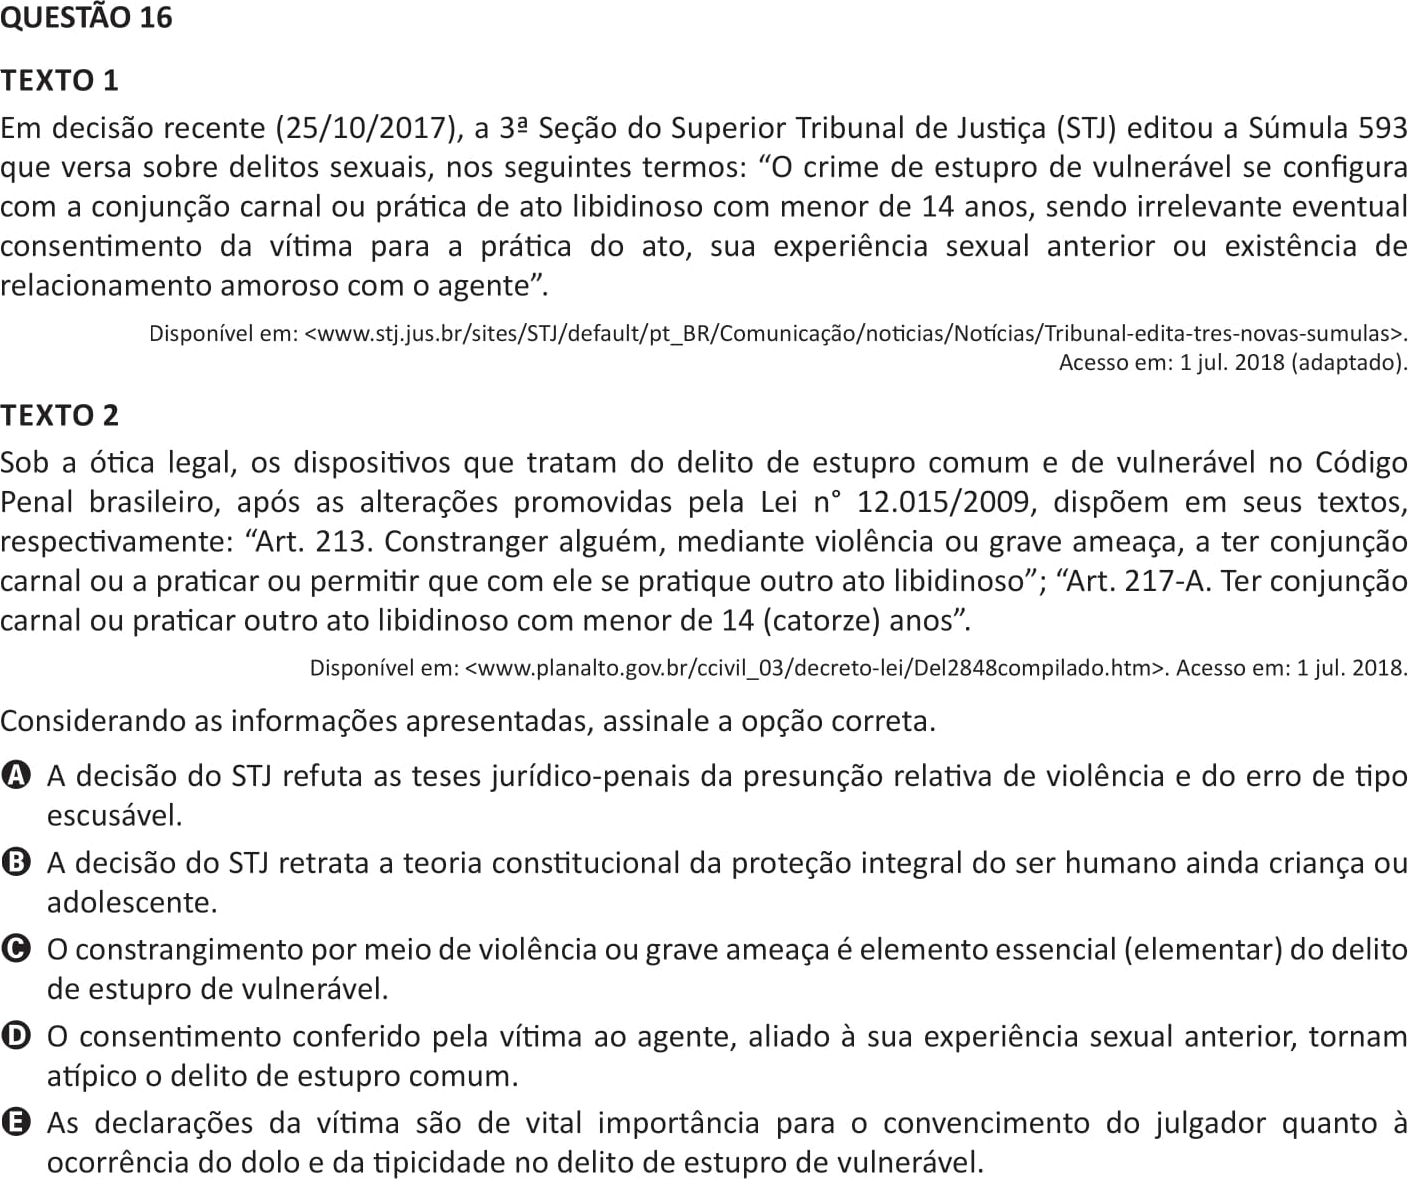 QUESTÃO 16
TEXTO 1
Em decisão recente (25/10/2017), a 3ª Seção do Superior Tribunal de Justiça (STJ) editou a Súmula 593
que versa sobre delitos sexuais, nos seguintes termos: “O crime de estupro de vulnerável se configura
com a conjunção carnal ou prática de ato libidinoso com menor de 14 anos, sendo irrelevante eventual
consentimento da vítima para a prática do ato, sua experiência sexual anterior ou existência de
relacionamento amoroso com o agente”.
Disponível em: <www.stj.jus.br/sites/STJ/default/pt_BR/Comunicação/noticias/Notícias/Tribunal-edita-tres-novas-sumulas>.
Acesso em: 1 jul. 2018 (adaptado).
TEXTO 2
Sob a ótica legal, os dispositivos que tratam do delito de estupro comum e de vulnerável no Código
Penal brasileiro, após as alterações promovidas pela Lei n° 12.015/2009, dispõem em seus textos,
respectivamente: “Art. 213. Constranger alguém, mediante violência ou grave ameaça, a ter conjunção
carnal ou a praticar ou permitir que com ele se pratique outro ato libidinoso”; “Art. 217-A. Ter conjunção
carnal ou praticar outro ato libidinoso com menor de 14 (catorze) anos”.
Disponível em: <www.planalto.gov.br/ccivil_03/decreto-lei/Del2848compilado.htm>. Acesso em: 1 jul. 2018.
Considerando as informações apresentadas, assinale a opção correta.
A A decisão do STJ refuta as teses jurídico-penais da presunção relativa de violência e do erro de tipo
escusável.
B A decisão do STJ retrata a teoria constitucional da proteção integral do ser humano ainda criança ou
adolescente.
C O constrangimento por meio de violência ou grave ameaça é elemento essencial (elementar) do delito
de estupro de vulnerável.
D O consentimento conferido pela vítima ao agente, aliado à sua experiência sexual anterior, tornam
atípico o delito de estupro comum.
E As declarações da vítima são de vital importância para o convencimento do julgador quanto à
ocorrência do dolo e da tipicidade no delito de estupro de vulnerável.